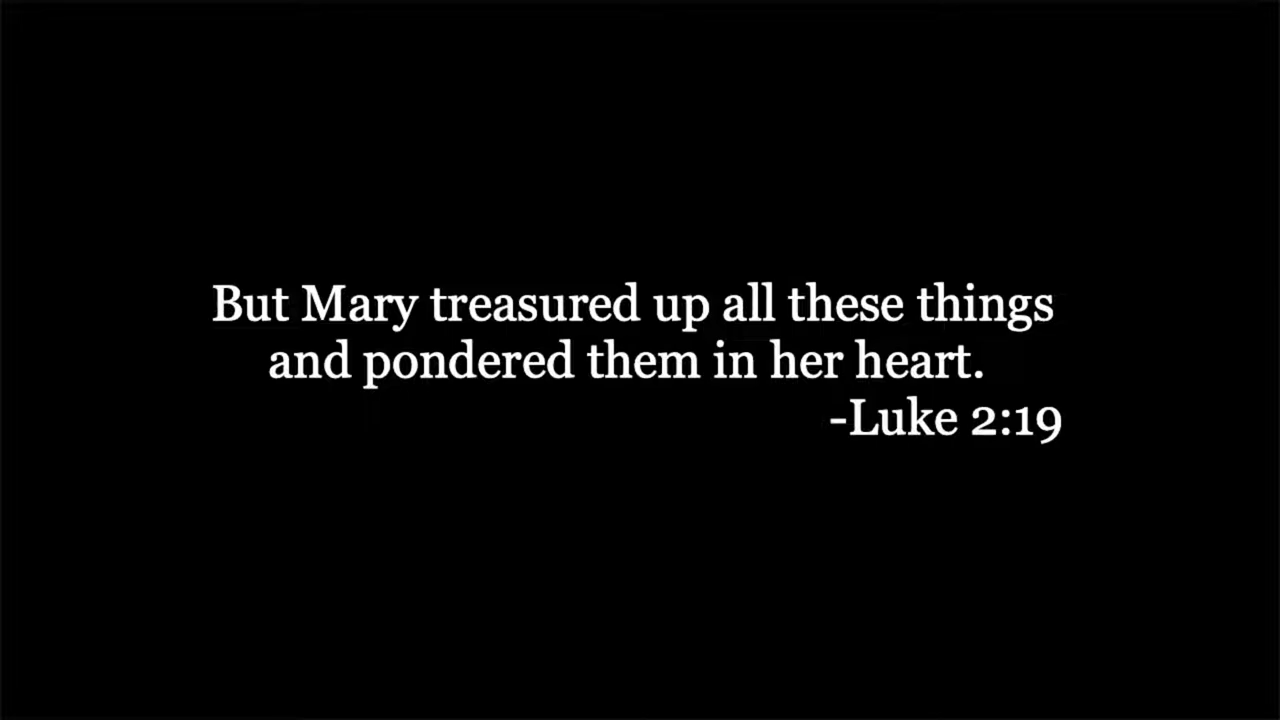 But Mary treasured up all these things
and pondered them in her heart.
-Luke 2:19